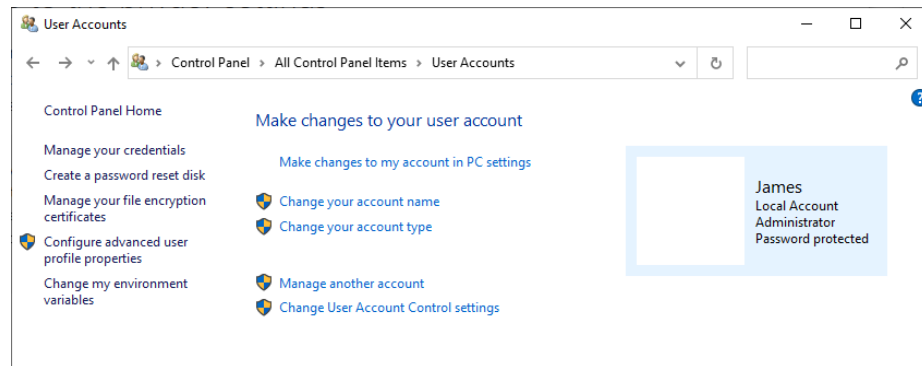 User Accounts
Control Panel > All Control Panel Items > User Accounts
Control Panel Home
Manage your credentials
Create a password reset disk
Manage your file encryption
certificates
Configure advanced user
profile properties
Change my environment
variables
Make changes to your user account
Make changes to my account in PC settings
Change your account name
Change your account type
Manage another account
Change User Account Control settings
James
Local Account
Administrator
Password protected
?